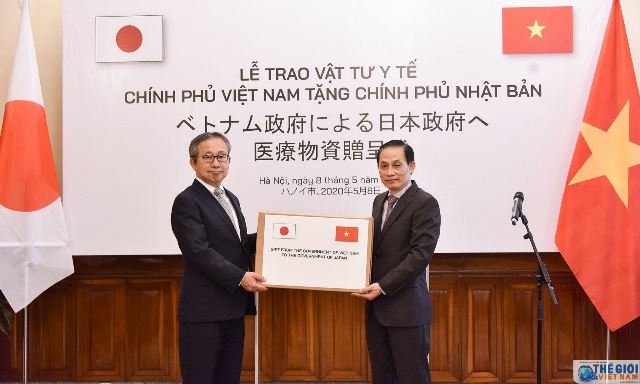 LỄ TRAO VẬT TƯ Y TẾ
CHÍNH PHỦ VIỆT NAM TẶNG CHÍNH PHỦ NHẬT BẢN
ベトナム政府による日本政府へ
医療物資贈呈
Hà Nội, ngày 8 tháng 5 năm
ハノイ市、2020年5月8
GIFT FROM THE GOVERNMENT OF VIET NAM
TO THE GOVERNMENT OF JAPAN
THẾ GIỚI
& VIỆT NAM